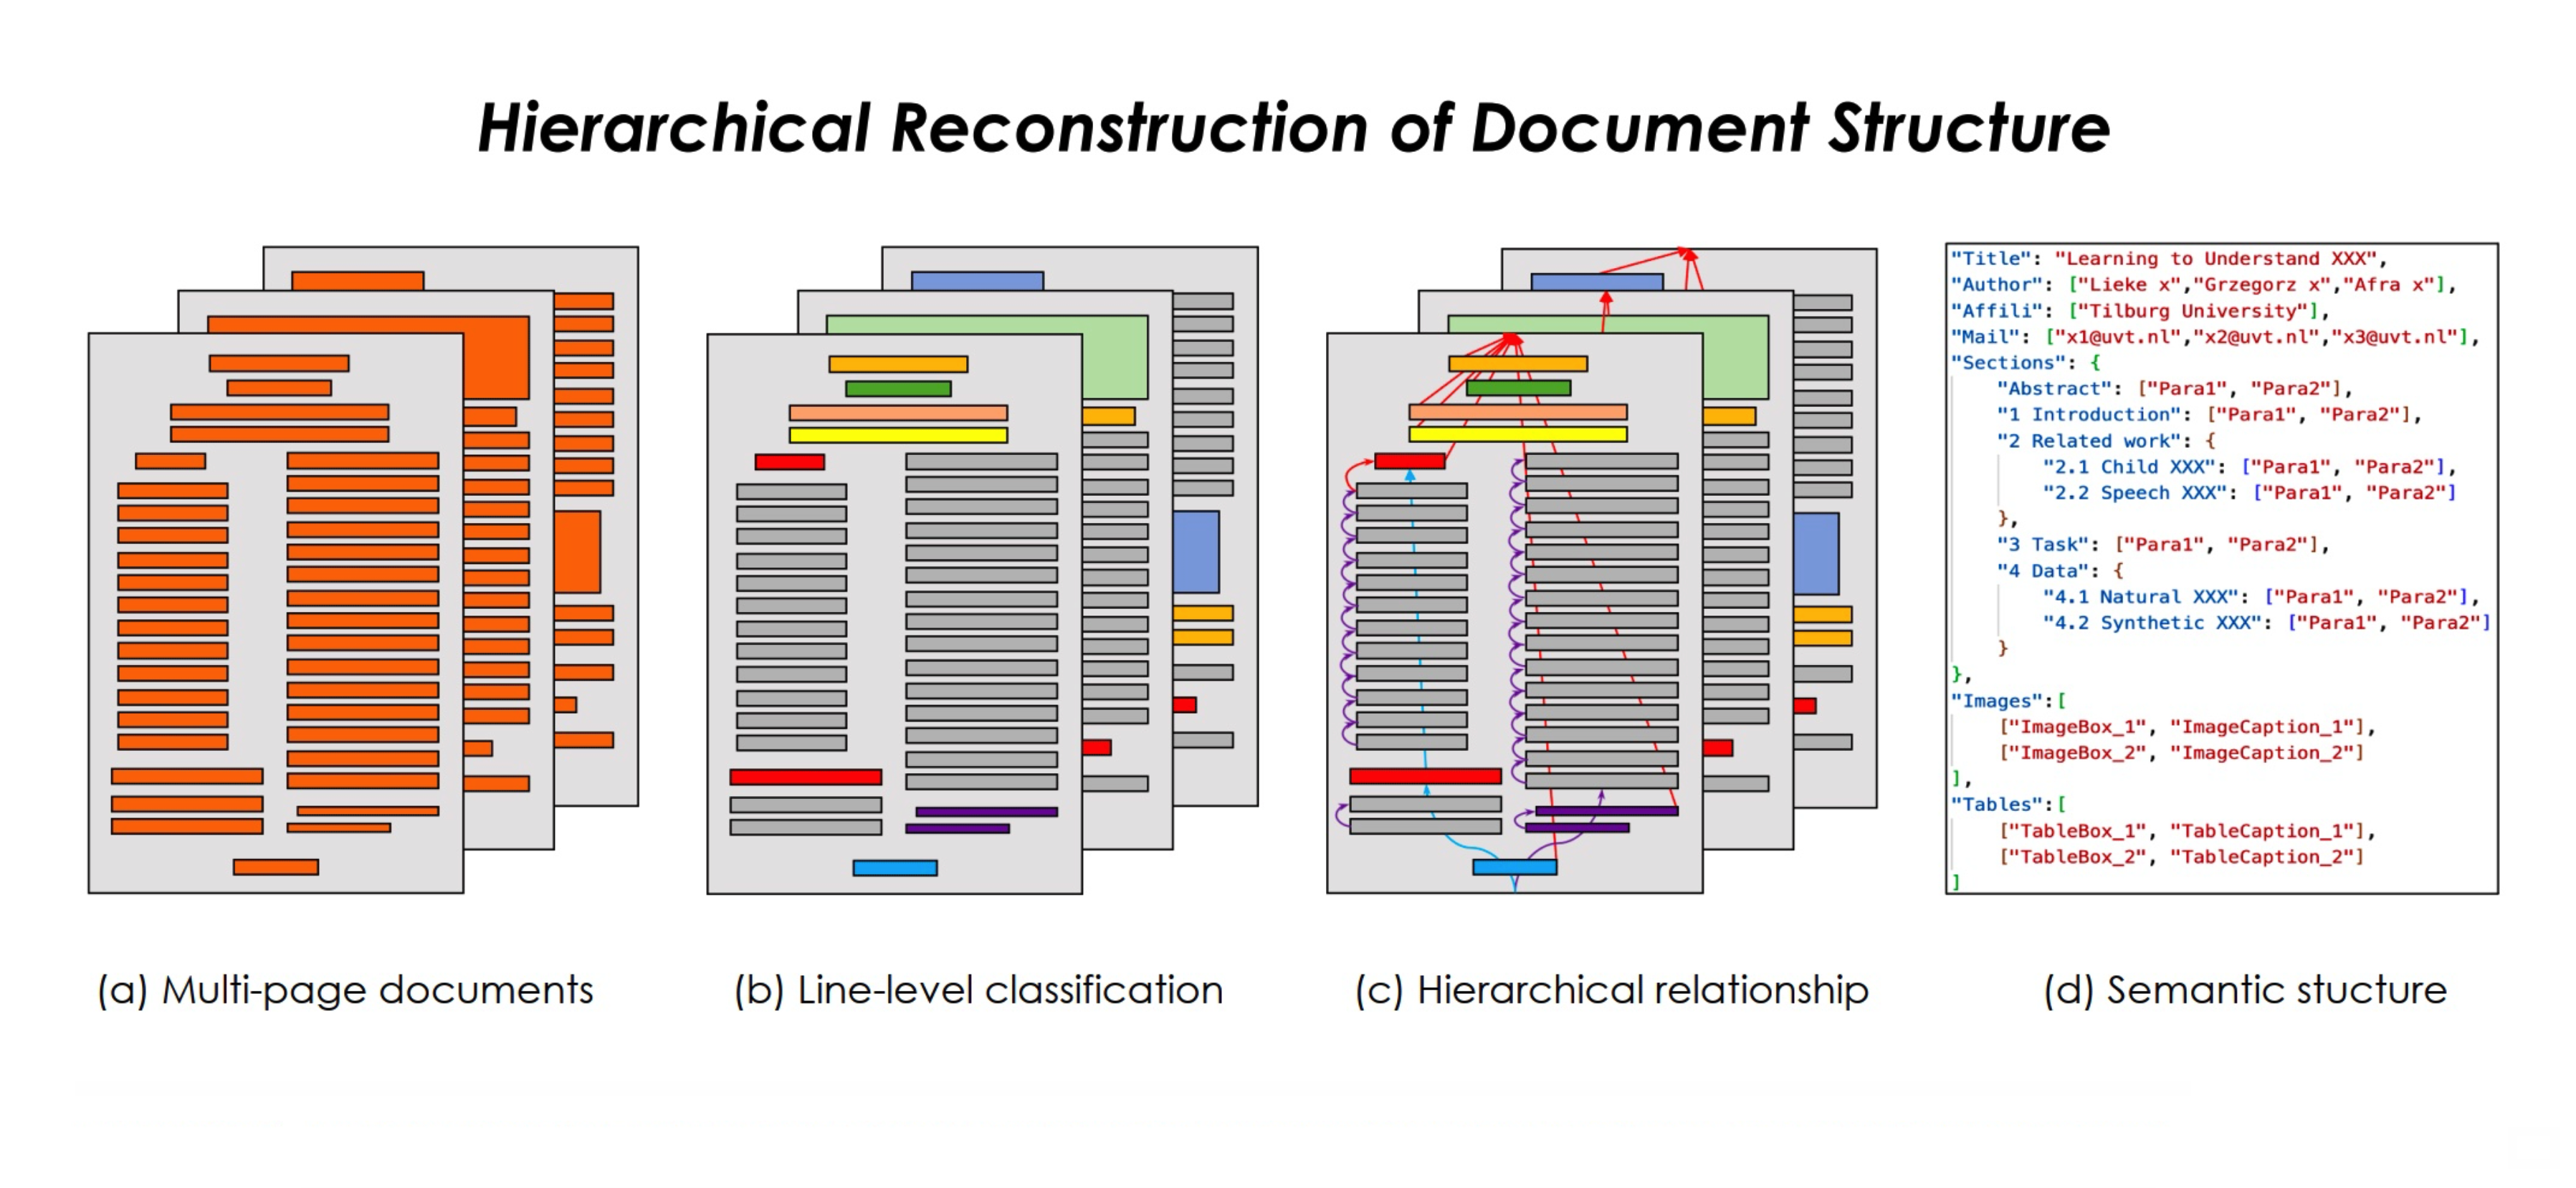 Hierarchical Reconstruction of Document Structure
"Title": "Learning to Understand XXX",
"Author": ["Lieke x","Grzegorz x","Afra x"],
"Affili": ["Tilburg University"],
"Mail": ["x1@uvt.nl","x2@uvt.nl","x3@uvt.nl"],
"Sections": {
"Abstract": ["Para1", "Para2"],
"1 Introduction": ["Para1", "Para2"],
"2 Related work": {
"2.1 Child XXX": ["Para1", "Para2"],
"2.2 Speech XXX": ["Para1", "Para2"]
},
"3 Task": ["Para1", "Para2"],
"4 Data": {
"4.1 Natural XXX": ["Para1", "Para2"],
"4.2 Synthetic XXX": ["Para1", "Para2"]
}
},
"Images":[
["ImageBox_1", "ImageCaption_1"],
["ImageBox_2", "ImageCaption_2"]
],
"Tables":[
["TableBox_1", "TableCaption_1"],
["TableBox_2", "TableCaption_2"]
]
(a) Multi-page documents
(b) Line-level classification
(c) Hierarchical relationship
(d) Semantic stucture